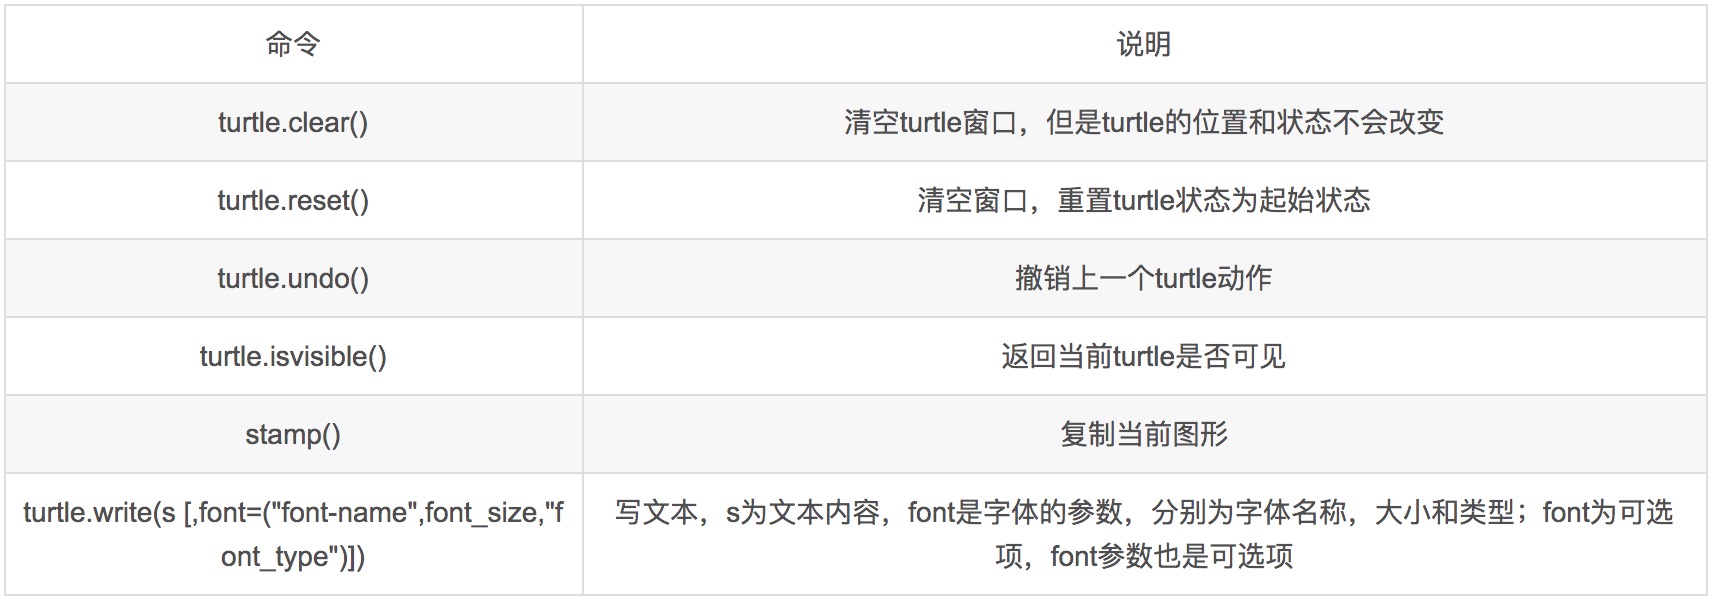 命令
说明
turtle.clear()
清空turtle窗口，但是turtle的位置和状态不会改变
turtle.reset()
清空窗口，重置turtle状态为起始状态
turtle.undo()
撤销上一个turtle动作
turtle.isvisible()
返回当前turtle是否可见
stamp()
复制当前图形
turtle.write(s [,font=("font-name",font_size,"f
ont_type")])
写文本，s为文本内容，font是字体的参数，分别为字体名称，大小和类型；font为可选
项，font参数也是可选项